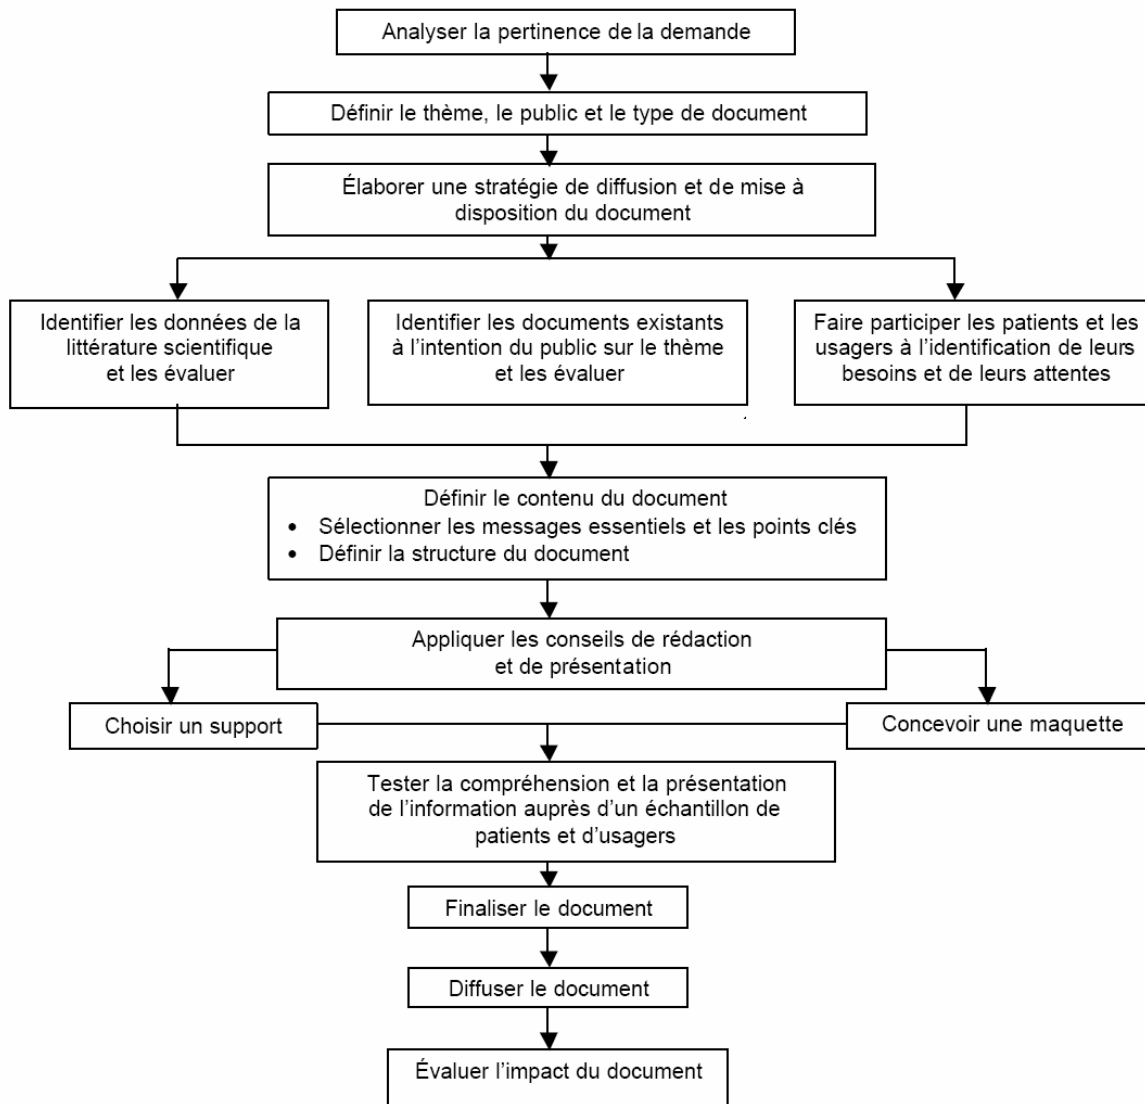 Analyser la pertinence de la demande
Définir le thème, le public et le type de document
Élaborer une stratégie de diffusion et de mise à
disposition du document
Identifier les données de la
littérature scientifique
et les évaluer
Identifier les documents existants
à l'intention du public sur le thème
et les évaluer
Faire participer les patients et les
usagers à l'identification de leurs
besoins et de leurs attentes
Définir le contenu du document
• Sélectionner les messages essentiels et les points clés
• Définir la structure du document
Appliquer les conseils de rédaction
et de présentation
Choisir un support
Concevoir une maquette
Tester la compréhension et la présentation
de l'information auprès d'un échantillon de
patients et d'usagers
Finaliser le document
Diffuser le document
Évaluer l'impact du document